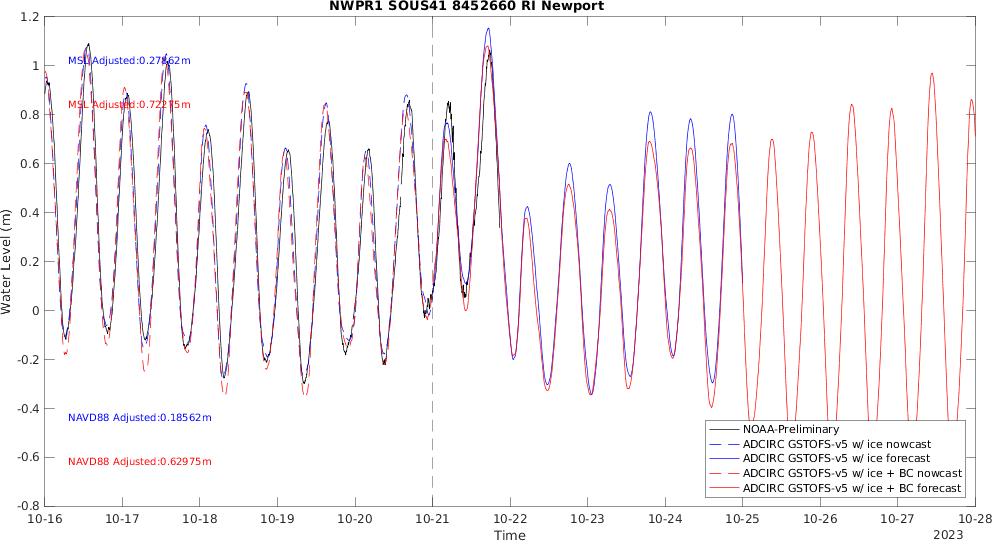 NWPR1 SOUS41 8452660 RI Newport
1.2
1
0.8
0.6
0.4
0.2
0
-0.2
-0.4
-0.6
-0.8
Water Level (m)
MSL Adjusted:0.27862m
MSL Adjusted:0.72275m
NAVD88 Adjusted:0.18562m
NAVD88 Adjusted:0.62975m
NOAA-Preliminary
ADCIRC GSTOFS-v5 w/ ice nowcast
ADCIRC GSTOFS-v5 w/ ice forecast
ADCIRC GSTOFS-v5 w/ ice + BC nowcast
ADCIRC GSTOFS-v5 w/ ice + BC forecast
10-16 10-17 10-18 10-19 10-20 10-21 10-22 10-23 10-24 10-25 10-26 10-27 10-28
Time
2023